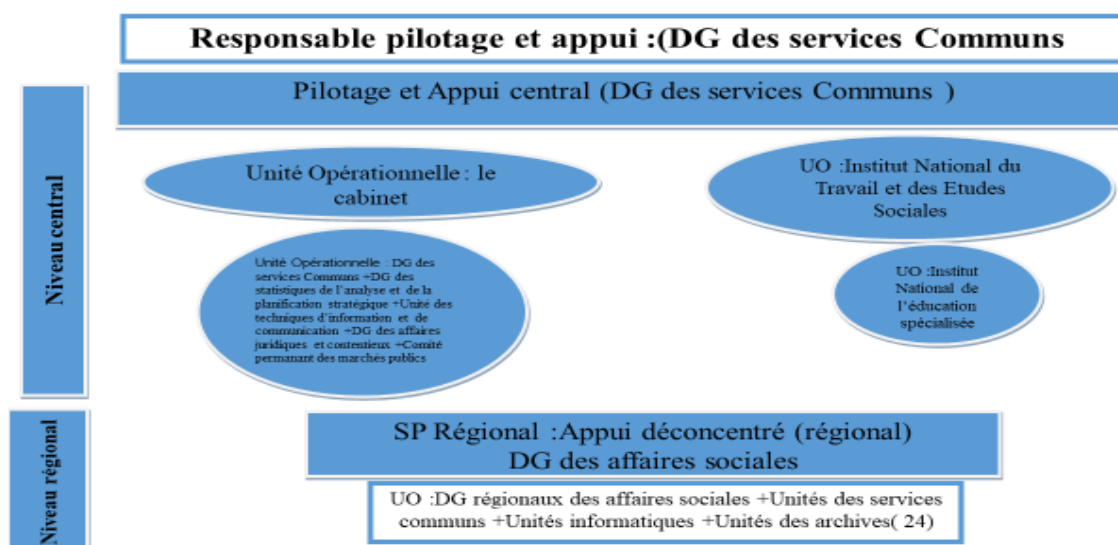 Responsable pilotage et appui :(DG des services Communs
Pilotage et Appui central (DG des services Communs )
Niveau central
Unité Opérationnelle : le
cabinet
UO :Institut National du
Travail et des Etudes
Sociales
Unité Opérationnelle : DG des
services Communs +DG des
statistiques de l'analyse et de la
planification stratégique +Unité des
techniques d'information et de
communication +DG des affaires
juridiques et contentieux +Comité
permanant des marchés publics
UO :Institut
National de
l'éducation
spécialisée
Niveau régional
SP Régional :Appui déconcentré (régional)
DG des affaires sociales
UO :DG régionaux des affaires sociales +Unités des services
communs +Unités informatiques +Unités des archives( 24)